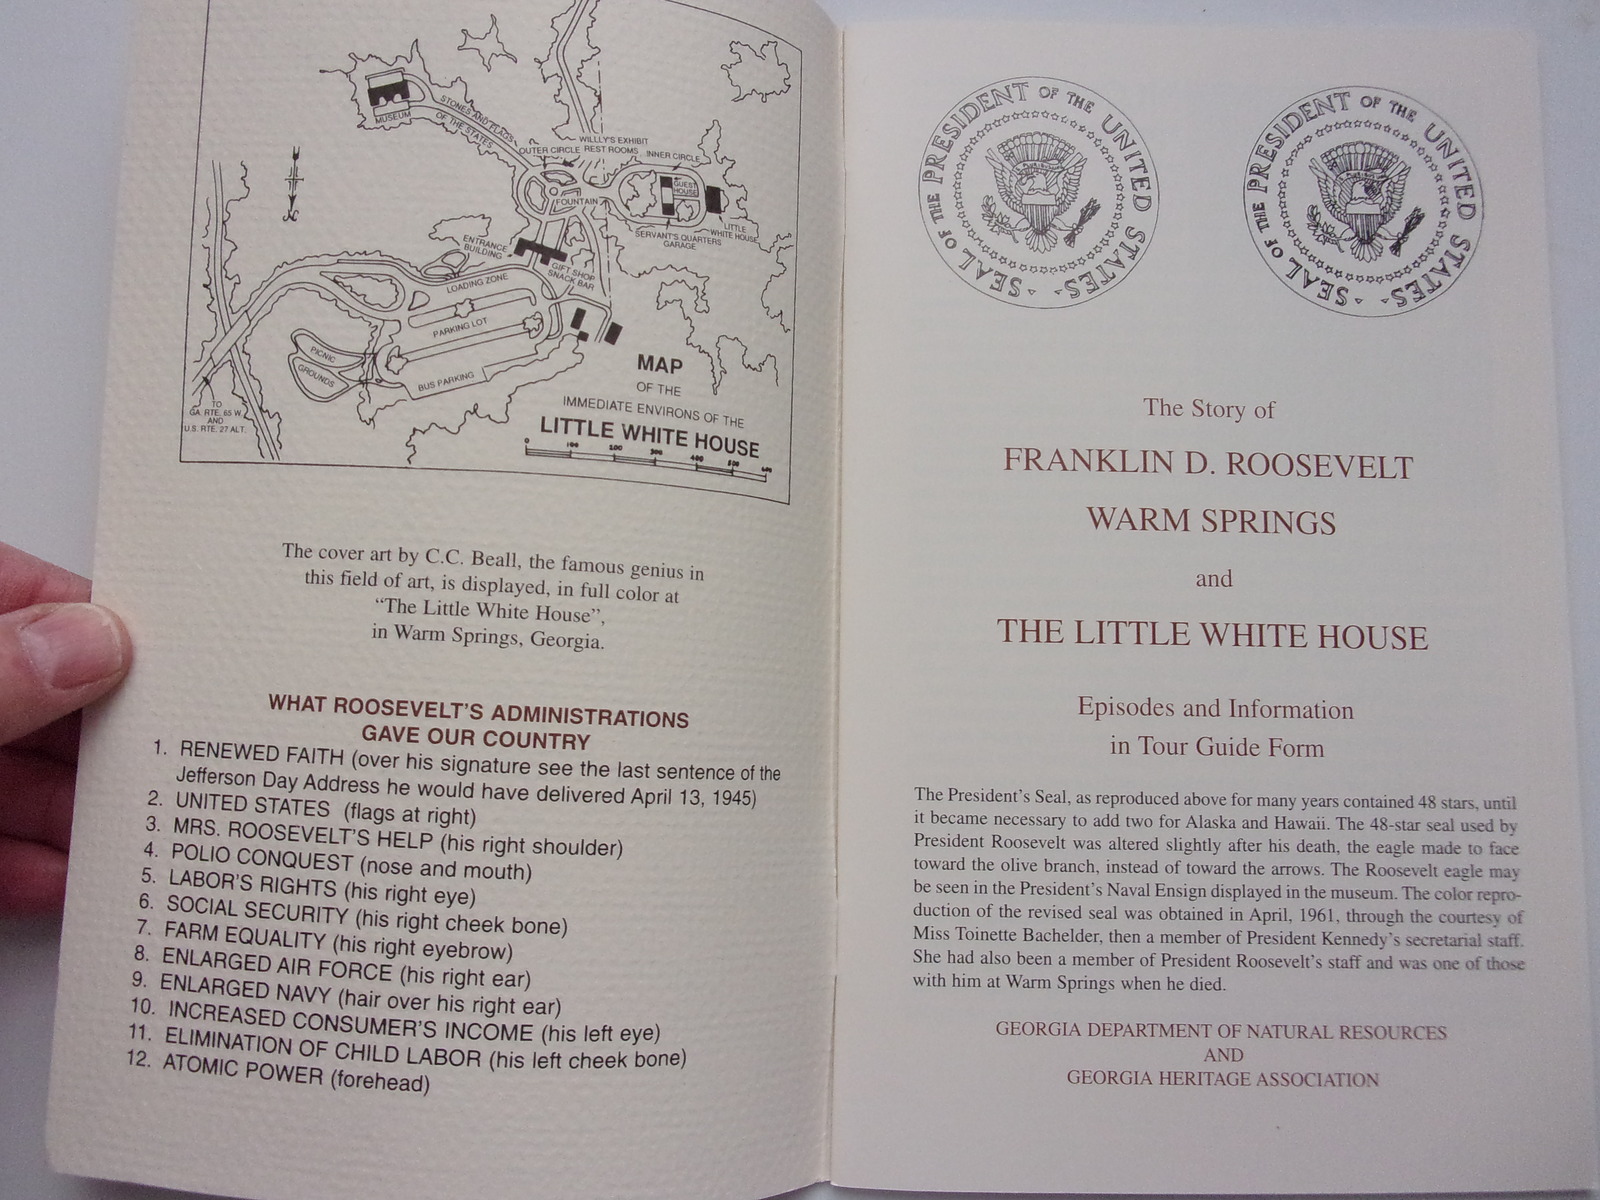 MUSEUM
STONES AND FLAGS
OF THE STATES
WILLLY'S EXHIBIT
OUTER CIRCLE
REST ROOMS
INNER CIRCLE
GUEST
HOUSE
FOUNTAIN
LITTLE
WHITE HOUSE
SERVANT'S QUARTERS
GARAGE
ENTRANCE
BUILDING
GIFT SHOP
SNACK BAR
LOADING ZONE
PARKING LOT
PICNIC
GROUNDS
BUS PARKING
TO
GA. RTE. 65 W.
AND
U.S. RTE. 27 ALT.
MAP
OF THE
IMMEDIATE ENVIRONS OF THE
LITTLE WHITE HOUSE
0 100 200 300 400 500 600
The cover art by C.C. Beall, the famous genius in
this field of art, is displayed, in full color at
“The Little White House”,
in Warm Springs, Georgia.
WHAT ROOSEVELT'S ADMINISTRATIONS
GAVE OUR COUNTRY
1. RENEWED FAITH (over his signature see the last sentence of the
Jefferson Day Address he would have delivered April 13, 1945)
2. UNITED STATES (flags at right)
3. MRS. ROOSEVELT'S HELP (his right shoulder)
4. POLIO CONQUEST (nose and mouth)
5. LABOR'S RIGHTS (his right eye)
6. SOCIAL SECURITY (his right cheek bone)
7. FARM EQUALITY (his right eyebrow)
8. ENLARGED AIR FORCE (his right ear)
9. ENLARGED NAVY (hair over his right ear)
10. INCREASED CONSUMER'S INCOME (his left eye)
11. ELIMINATION OF CHILD LABOR (his left cheek bone)
12. ATOMIC POWER (forehead)
SEAL OF THE PRESIDENT OF THE UNITED STATES
SEAL OF THE PRESIDENT OF THE UNITED STATES
The Story of
FRANKLIN D. ROOSEVELT
WARM SPRINGS
and
THE LITTLE WHITE HOUSE
Episodes and Information
in Tour Guide Form
The President's Seal, as reproduced above for many years contained 48 stars, until
it became necessary to add two for Alaska and Hawaii. The 48-star seal used by
President Roosevelt was altered slightly after his death, the eagle made to face
toward the olive branch, instead of toward the arrows. The Roosevelt eagle may
be seen in the President's Naval Ensign displayed in the museum. The color repro-
duction of the revised seal was obtained in April, 1961, through the courtesy of
Miss Toinette Bachelder, then a member of President Kennedy's secretarial staff.
She had also been a member of President Roosevelt's staff and was one of those
with him at Warm Springs when he died.
GEORGIA DEPARTMENT OF NATURAL RESOURCES
AND
GEORGIA HERITAGE ASSOCIATION